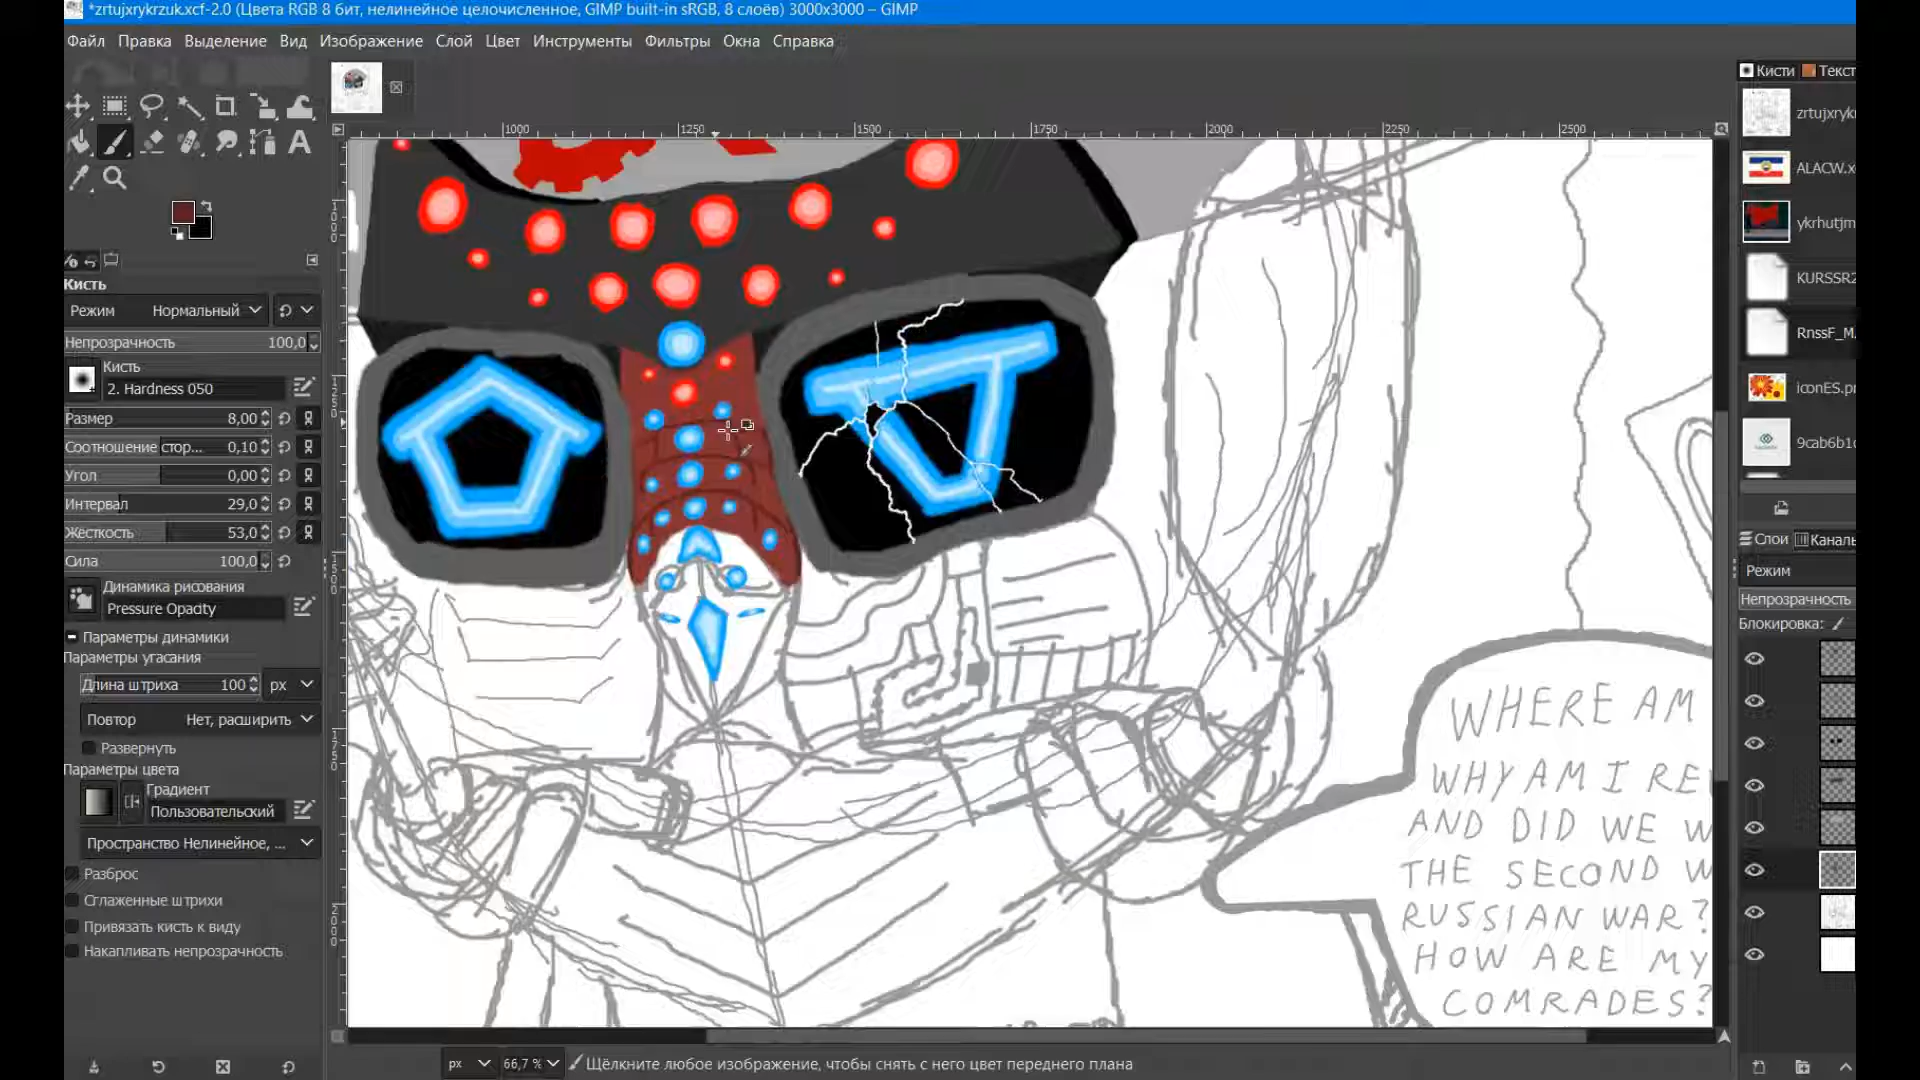 *zrtujxrykrzuk.xcf-2.0 (Цвета RGB 8 бит, нелинейное целочисленное, GIMP built-in sRGB, 8 слоёв) 3000x3000 – GIMP
Файл Правка Выделение Вид Изображение Слой Цвет Инструменты Фильтры Окна Справка
Кисти Текст
1000 1250 1500 1750 2000 2250 2500
zrtujxryk
ALACW.x
ykrhutjm
KURSSR2
RnssF_M
iconES.p
9cab6b1
Кисть
Режим Нормальный
Непрозрачность 100,0
Кисть
2. Hardness 050
Размер 8,00
Соотношение стор... 0,10
Угол 0,00
Интервал 29,0
Жёсткость 53,0
Сила 100,0
Динамика рисования
Pressure Opacity
Параметры динамики
Параметры угасания
Длина штриха 100 px
Повтор Нет, расширить
Развернуть
Параметры цвета
Градиент
Пользовательский
Пространство Нелинейное, ...
Разброс
Сглаженные штрихи
Привязать кисть к виду
Накапливать непрозрачность
Слои Каналь
Режим
Непрозрачность
Блокировка:
WHERE AM
WHY AM I RE
AND DID WE W
THE SECOND W
RUSSIAN WAR?
HOW ARE MY
COMRADES?
px 66,7 % Щёлкните любое изображение, чтобы снять с него цвет переднего плана